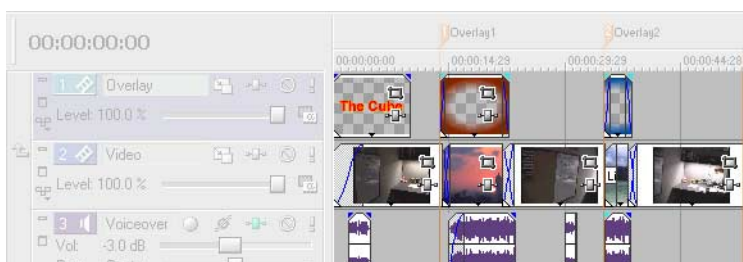 Overlay1
Overlay2
00:00:00:00
00:00:00:00
00:00:14:29
00:00:29:29
00:00:44:28
1
Overlay
Level: 100.0 %
The Cube
2
Video
Level: 100.0 %
3
Voiceover
Vol:
-3.0 dB